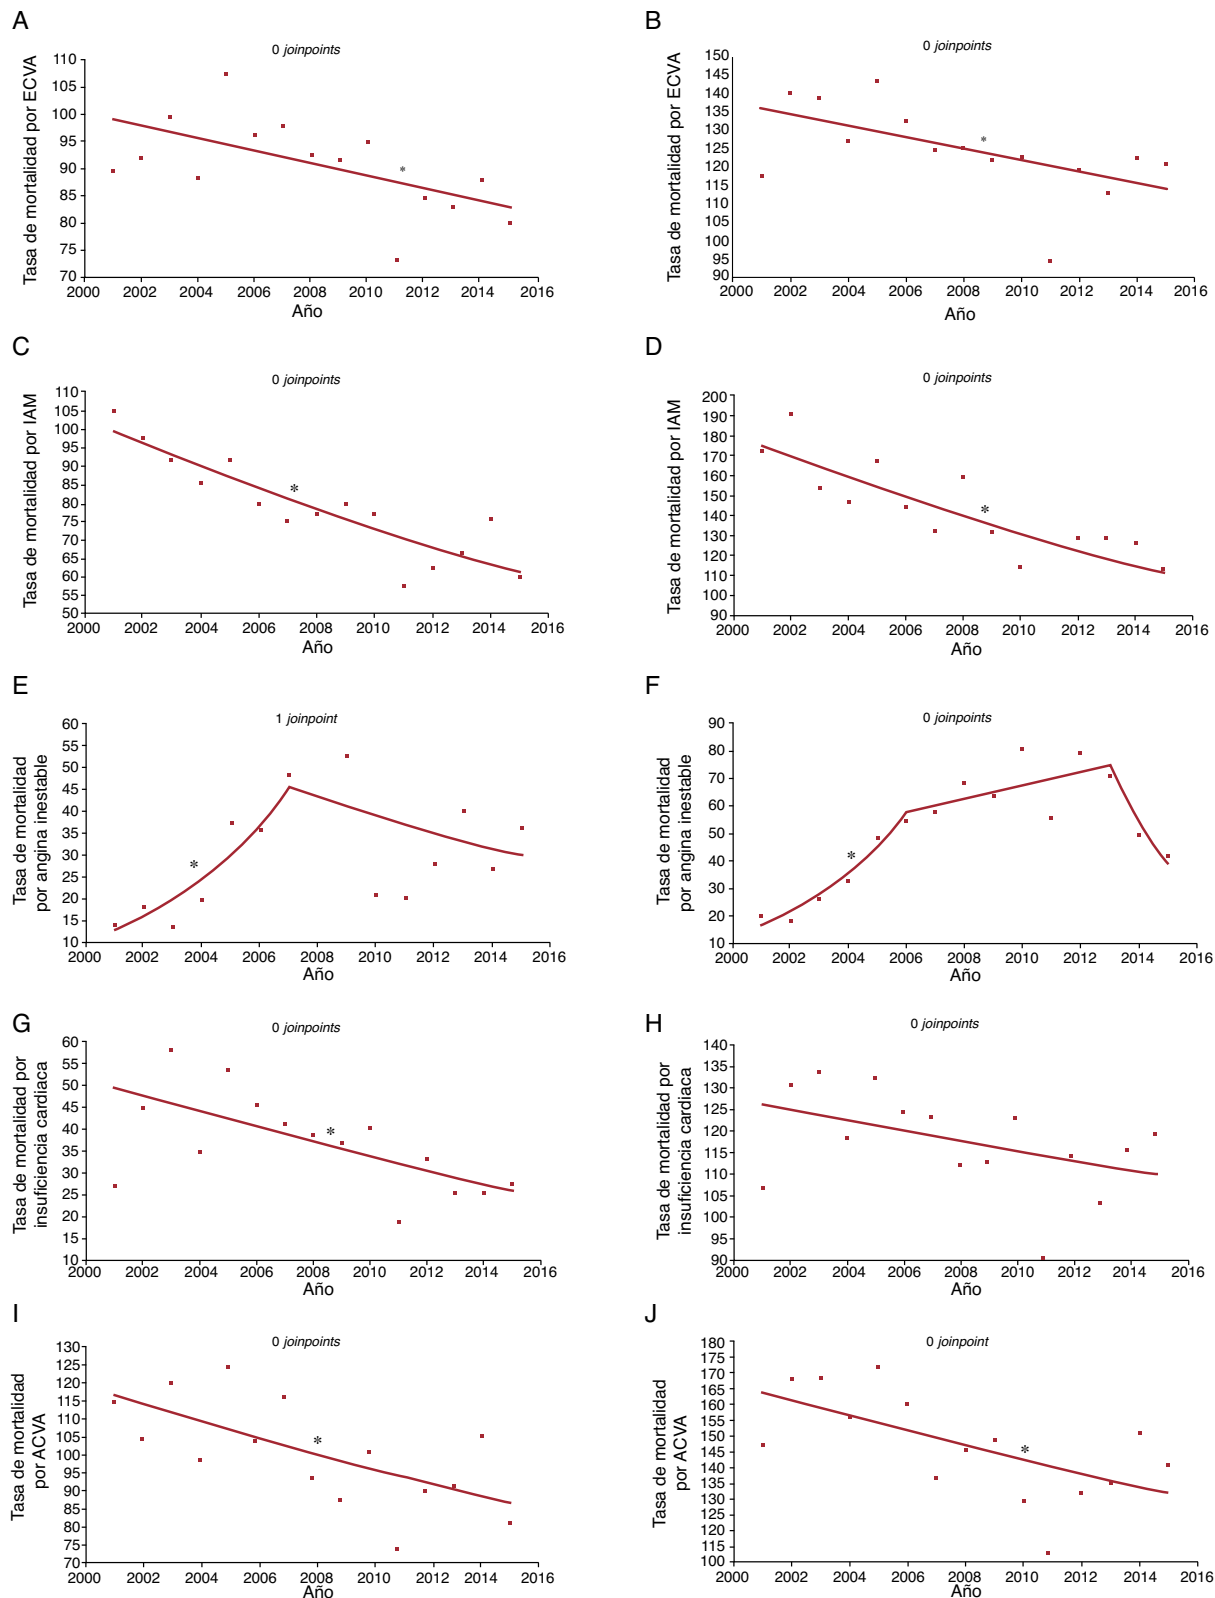 A
0 joinpoints
Tasa de mortalidad por ECVA
110
105
100
95
90
85
80
75
70
2000 2002 2004 2006 2008 2010 2012 2014 2016
Año
*
B
0 joinpoints
Tasa de mortalidad por ECVA
150
145
140
135
130
125
120
115
110
105
100
95
90
2000 2002 2004 2006 2008 2010 2012 2014 2016
Año
*
C
0 joinpoints
Tasa de mortalidad por IAM
110
105
100
95
90
85
80
75
70
65
60
55
50
2000 2002 2004 2006 2008 2010 2012 2014 2016
Año
*
D
0 joinpoints
Tasa de mortalidad por IAM
200
190
180
170
160
150
140
130
120
110
100
90
2000 2002 2004 2006 2008 2010 2012 2014 2016
Año
*
E
1 joinpoint
Tasa de mortalidad
por angina inestable
60
55
50
45
40
35
30
25
20
15
10
2000 2002 2004 2006 2008 2010 2012 2014 2016
Año
*
F
0 joinpoints
Tasa de mortalidad
por angina inestable
90
80
70
60
50
40
30
20
10
2000 2002 2004 2006 2008 2010 2012 2014 2016
Año
*
G
0 joinpoints
Tasa de mortalidad por
insuficiencia cardiaca
60
55
50
45
40
35
30
25
20
15
10
2000 2002 2004 2006 2008 2010 2012 2014 2016
Año
*
H
0 joinpoints
Tasa de mortalidad por
insuficiencia cardiaca
140
135
130
125
120
115
110
105
100
95
90
2000 2002 2004 2006 2008 2010 2012 2014 2016
Año
I
0 joinpoints
Tasa de mortalidad
por ACVA
130
125
120
115
110
105
100
95
90
85
80
75
70
2000 2002 2004 2006 2008 2010 2012 2014 2016
Año
*
J
0 joinpoint
Tasa de mortalidad
por ACVA
180
175
170
165
160
155
150
145
140
135
130
125
120
115
110
105
100
2000 2002 2004 2006 2008 2010 2012 2014 2016
Año
*